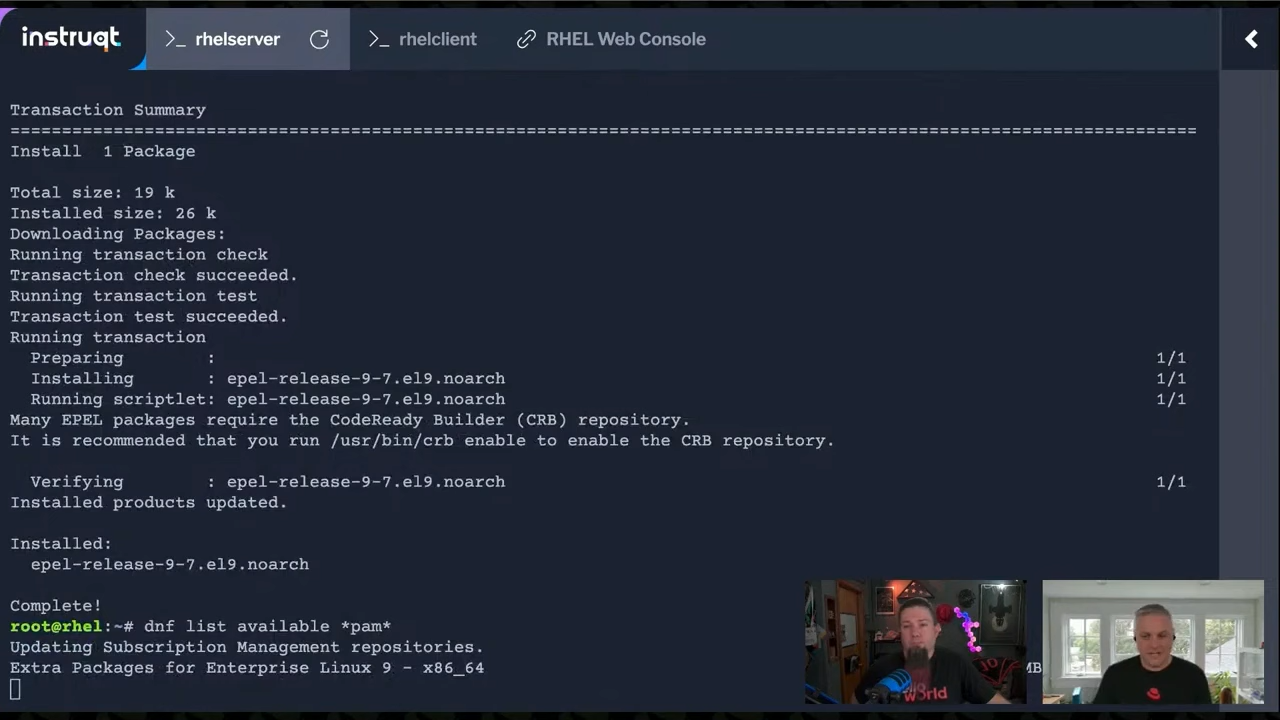 instruqt
>_ rhelserver
>_ rhelclient
RHEL Web Console
Transaction Summary
===================================================================================================================
Install  1 Package
Total size: 19 k
Installed size: 26 k
Downloading Packages:
Running transaction check
Transaction check succeeded.
Running transaction test
Transaction test succeeded.
Running transaction
Preparing        : 1/1
Installing       : epel-release-9-7.el9.noarch 1/1
Running scriptlet: epel-release-9-7.el9.noarch 1/1
Many EPEL packages require the CodeReady Builder (CRB) repository.
It is recommended that you run /usr/bin/crb enable to enable the CRB repository.
Verifying        : epel-release-9-7.el9.noarch 1/1
Installed products updated.
Installed:
epel-release-9-7.el9.noarch
Complete!
root@rhel:~# dnf list available *pam*
Updating Subscription Management repositories.
Extra Packages for Enterprise Linux 9 - x86_64
MB